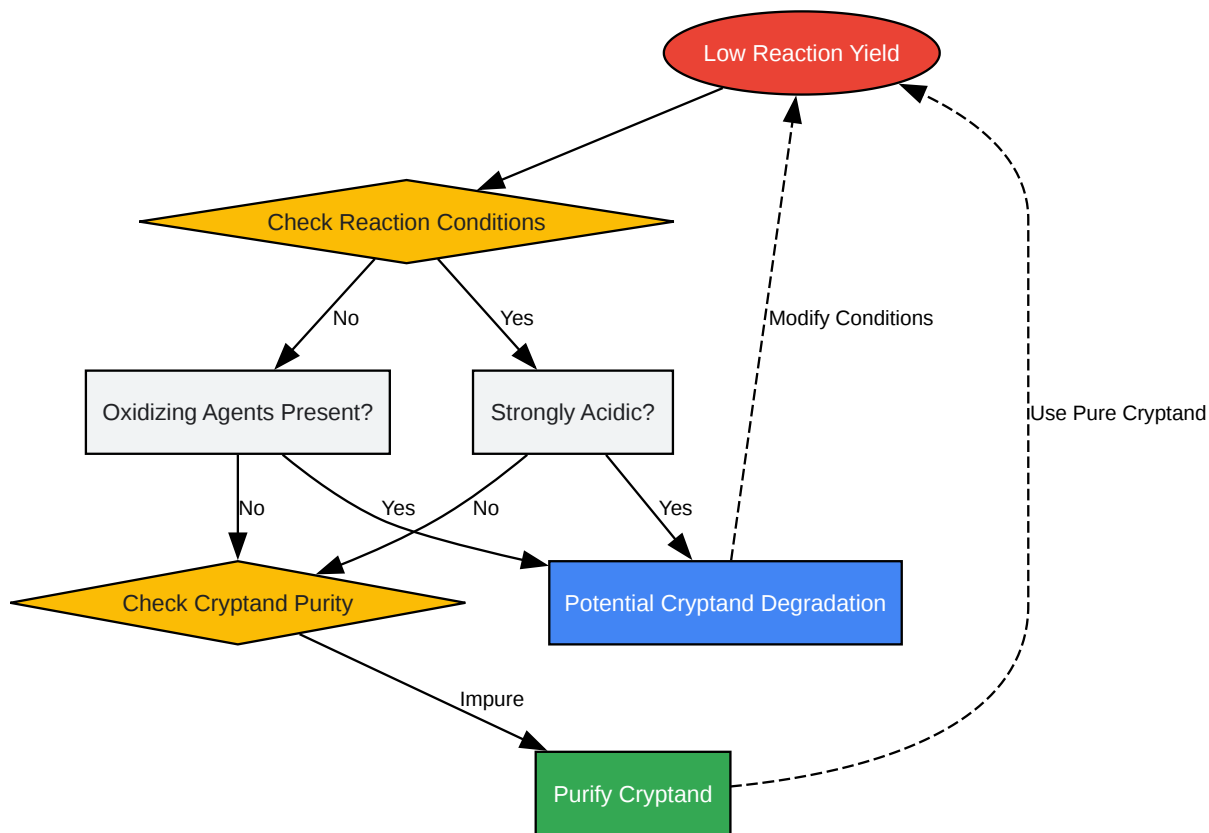 Low Reaction Yield
Check Reaction Conditions
No
Yes
Modify Conditions
Oxidizing Agents Present?
Strongly Acidic?
Use Pure Cryptand
No
Yes
No
Yes
Check Cryptand Purity
Potential Cryptand Degradation
Impure
Purify Cryptand